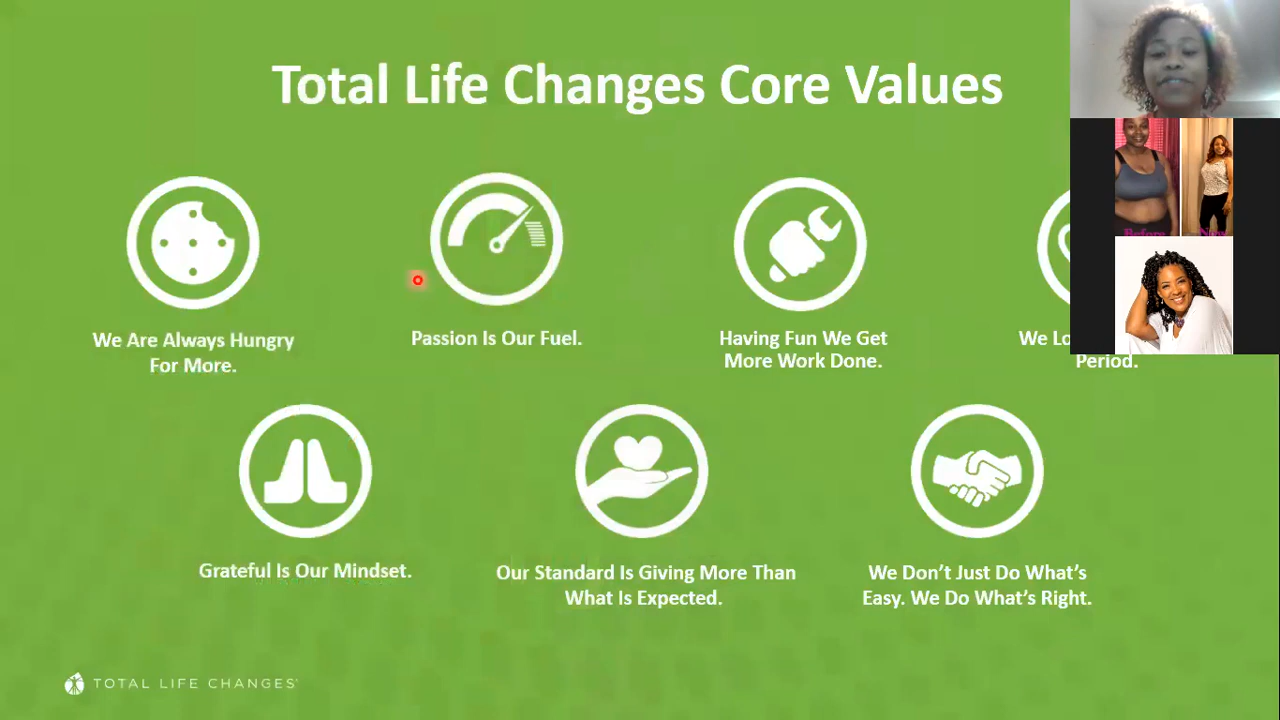 Total Life Changes Core Values
We Are Always Hungry
For More.
Passion Is Our Fuel.
Having Fun We Get
More Work Done.
We
Period.
Before
Now
Grateful Is Our Mindset.
Our Standard Is Giving More Than
What Is Expected.
We Don’t Just Do What’s
Easy. We Do What’s Right.
TOTAL LIFE CHANGES